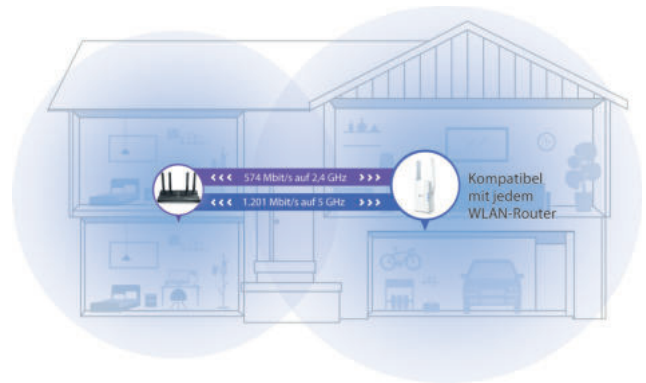 <<< 574 Mbit/s auf 2,4 GHz >>>
<<< 1.201 Mbit/s auf 5 GHz >>>
Kompatibel
mit jedem
WLAN-Router